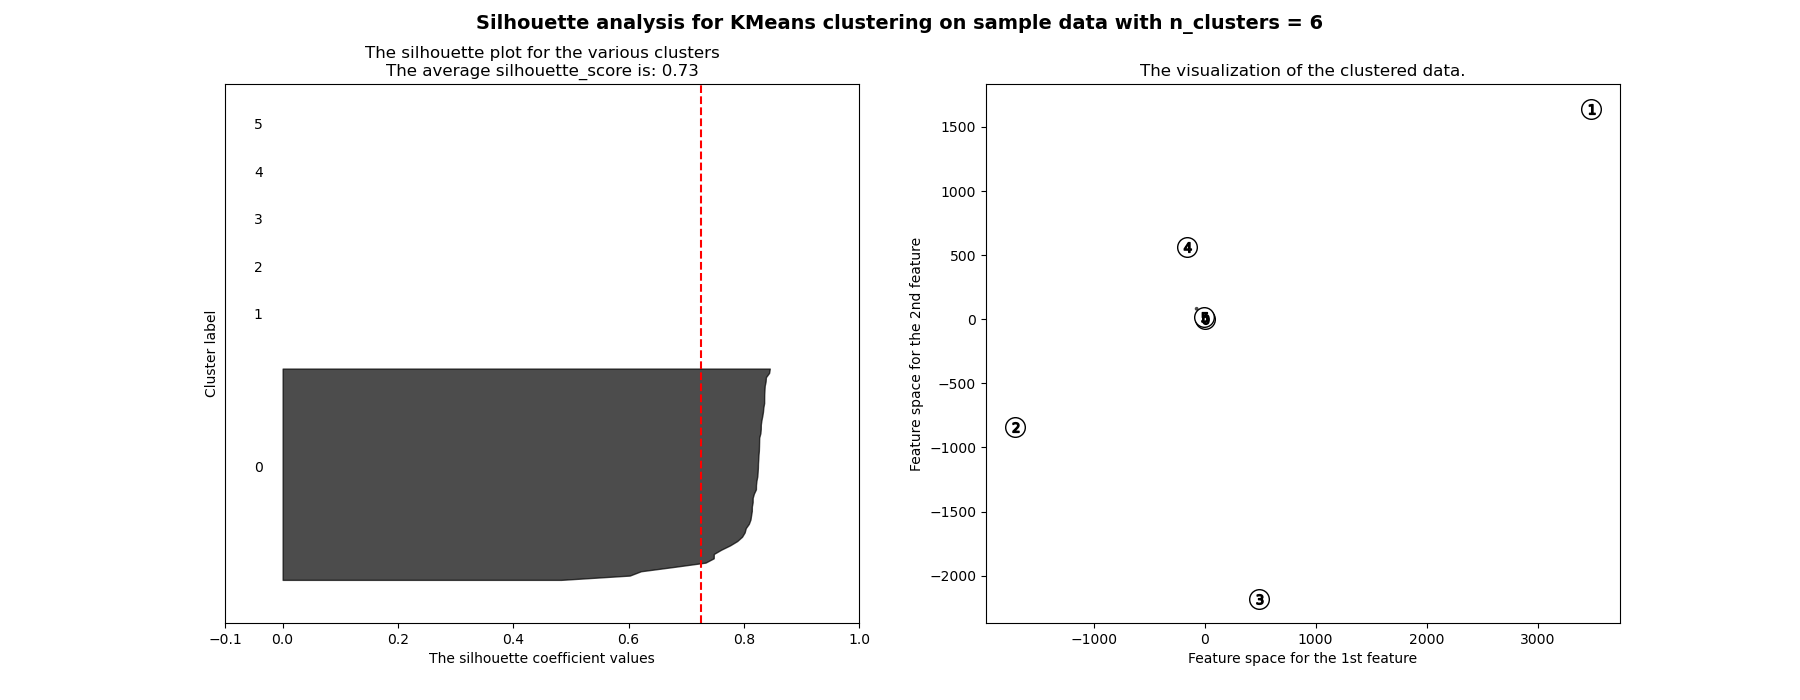 Silhouette analysis for KMeans clustering on sample data with n_clusters = 6
The silhouette plot for the various clusters
The average silhouette_score is: 0.73
5
4
3
2
1
0
Cluster label
−0.1 0.0 0.2 0.4 0.6 0.8 1.0
The silhouette coefficient values
The visualization of the clustered data.
1500
1000
500
0
−500
−1000
−1500
−2000
Feature space for the 2nd feature
1
4
2
3
−1000 0 1000 2000 3000
Feature space for the 1st feature